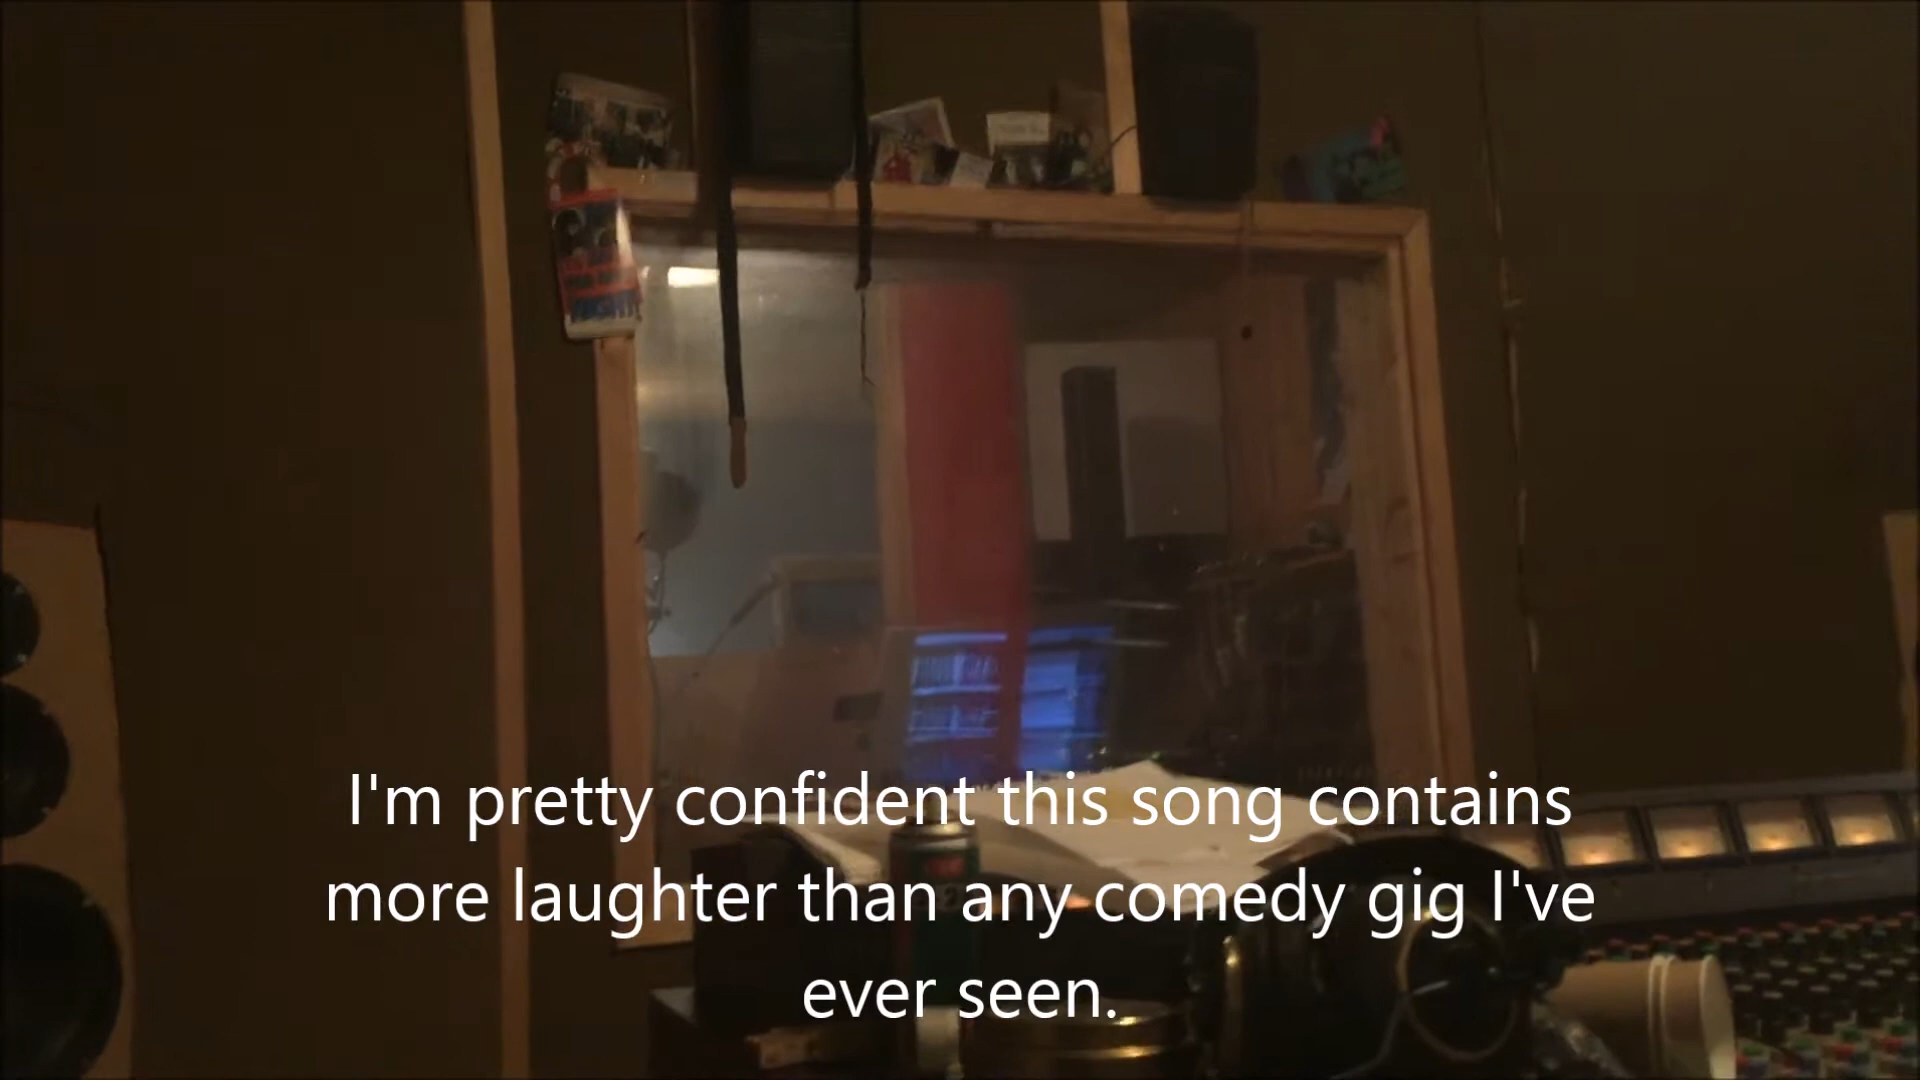 I'm pretty confident this song contains
more laughter than any comedy gig I've
ever seen.